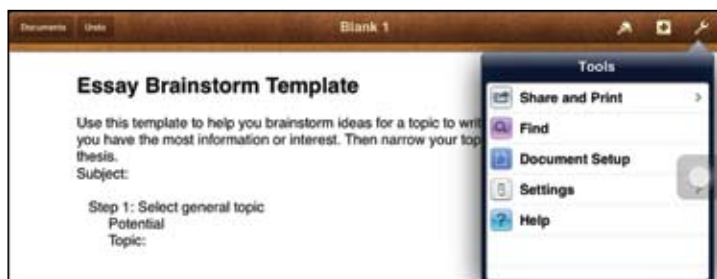 Documents Undo Blank 1
Tools
Essay Brainstorm Template
Use this template to help you brainstorm ideas for a topic to writ
you have the most information or interest. Then narrow your top
thesis.
Subject:
Step 1: Select general topic
Potential
Topic:
Share and Print
Find
Document Setup
Settings
Help